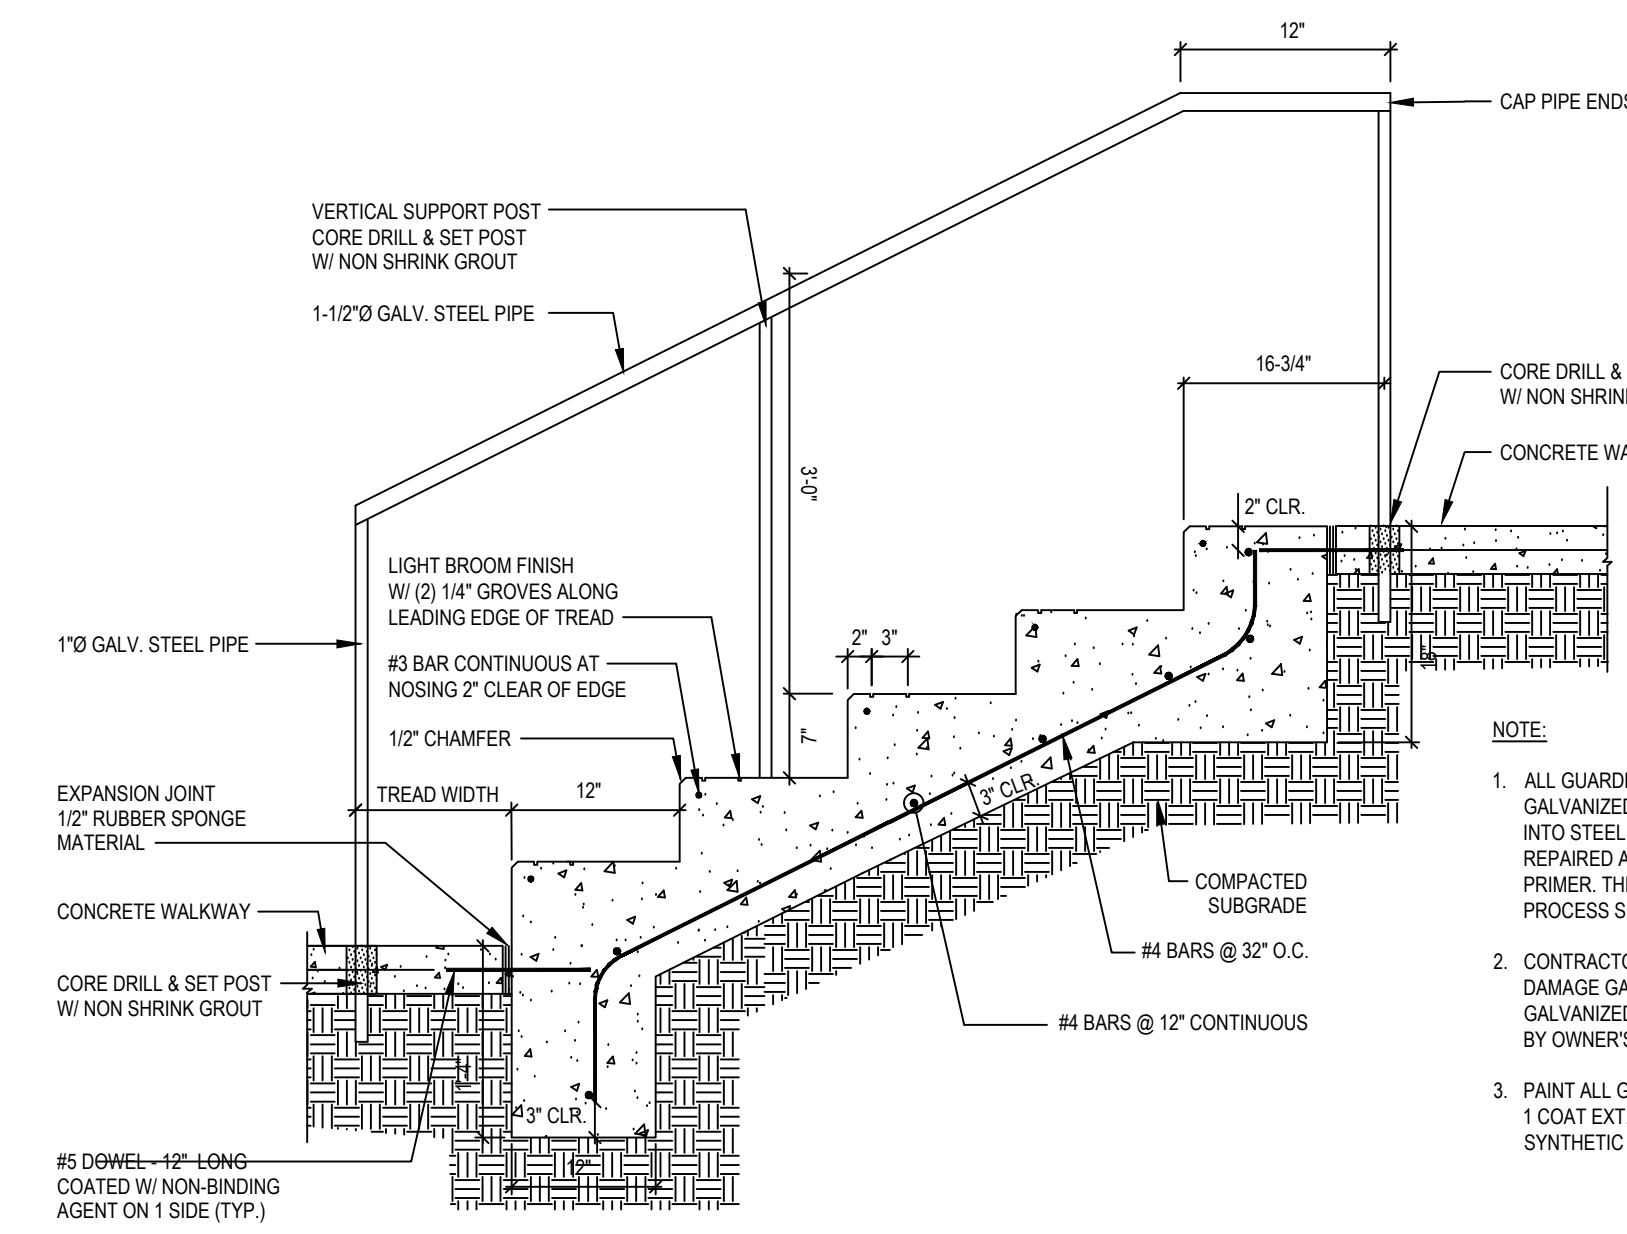 12"
CAP PIPE ENDS
VERTICAL SUPPORT POST
CORE DRILL & SET POST
W/ NON SHRINK GROUT
1-1/2"Ø GALV. STEEL PIPE
16-3/4"
CORE DRILL &
W/ NON SHRIN
CONCRETE WA
3'-0"
2" CLR.
LIGHT BROOM FINISH
W/ (2) 1/4" GROVES ALONG
LEADING EDGE OF TREAD
1"Ø GALV. STEEL PIPE
2" 3"
#3 BAR CONTINUOUS AT
NOSING 2" CLEAR OF EDGE
18"
7"
1/2" CHAMFER
NOTE:
EXPANSION JOINT
1/2" RUBBER SPONGE
MATERIAL
TREAD WIDTH
12"
3" CLR.
1. ALL GUARD
GALVANIZED
INTO STEEL
REPAIRED A
PRIMER. TH
PROCESS S
COMPACTED
SUBGRADE
CONCRETE WALKWAY
#4 BARS @ 32" O.C.
CORE DRILL & SET POST
W/ NON SHRINK GROUT
2. CONTRACTO
DAMAGE GA
GALVANIZED
BY OWNER'S
#4 BARS @ 12" CONTINUOUS
1'-4"
3" CLR.
12"
3. PAINT ALL G
1 COAT EXT.
SYNTHETIC
#5 DOWEL - 12" LONG
COATED W/ NON-BINDING
AGENT ON 1 SIDE (TYP.)